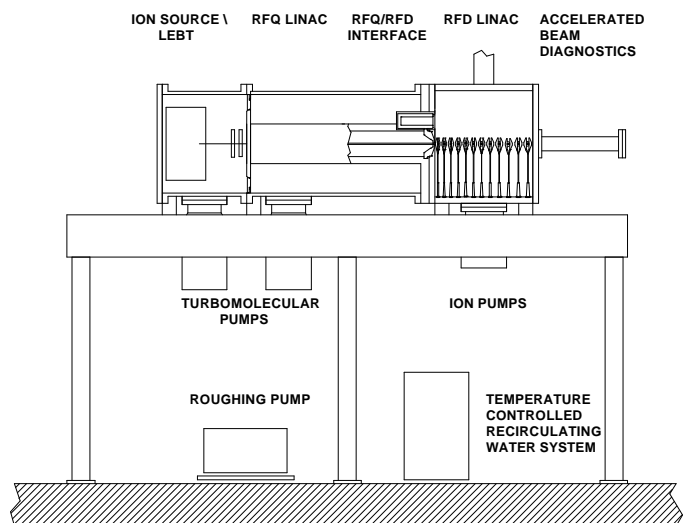 ION SOURCE \
LEBT
RFQ LINAC
RFQ/RFD
INTERFACE
RFD LINAC
ACCELERATED
BEAM
DIAGNOSTICS
TURBOMOLECULAR
PUMPS
ION PUMPS
ROUGHING PUMP
TEMPERATURE
CONTROLLED
RECIRCULATING
WATER SYSTEM